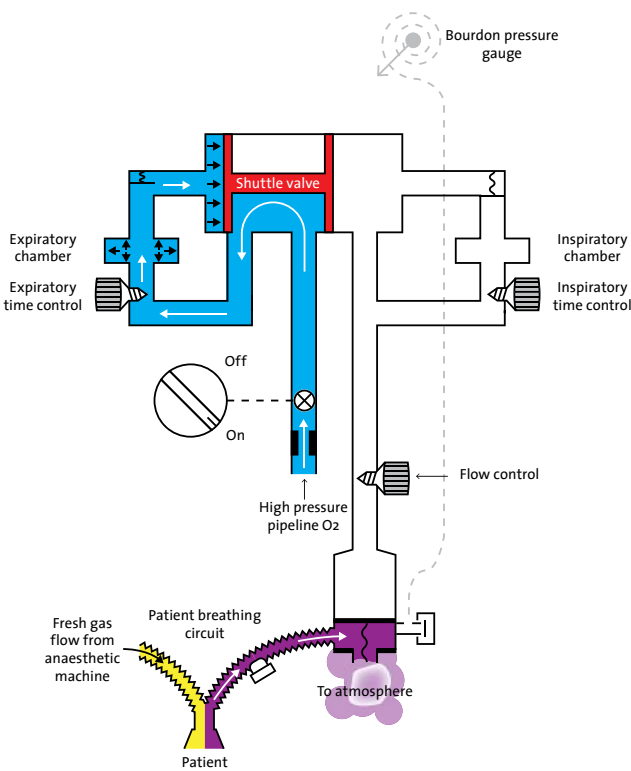 Bourdon pressure
gauge
Shuttle valve
Expiratory
chamber
Expiratory
time control
Inspiratory
chamber
Inspiratory
time control
Off
On
Flow control
High pressure
pipeline O2
Patient breathing
circuit
Fresh gas
flow from
anaesthetic
machine
To atmosphere
Patient